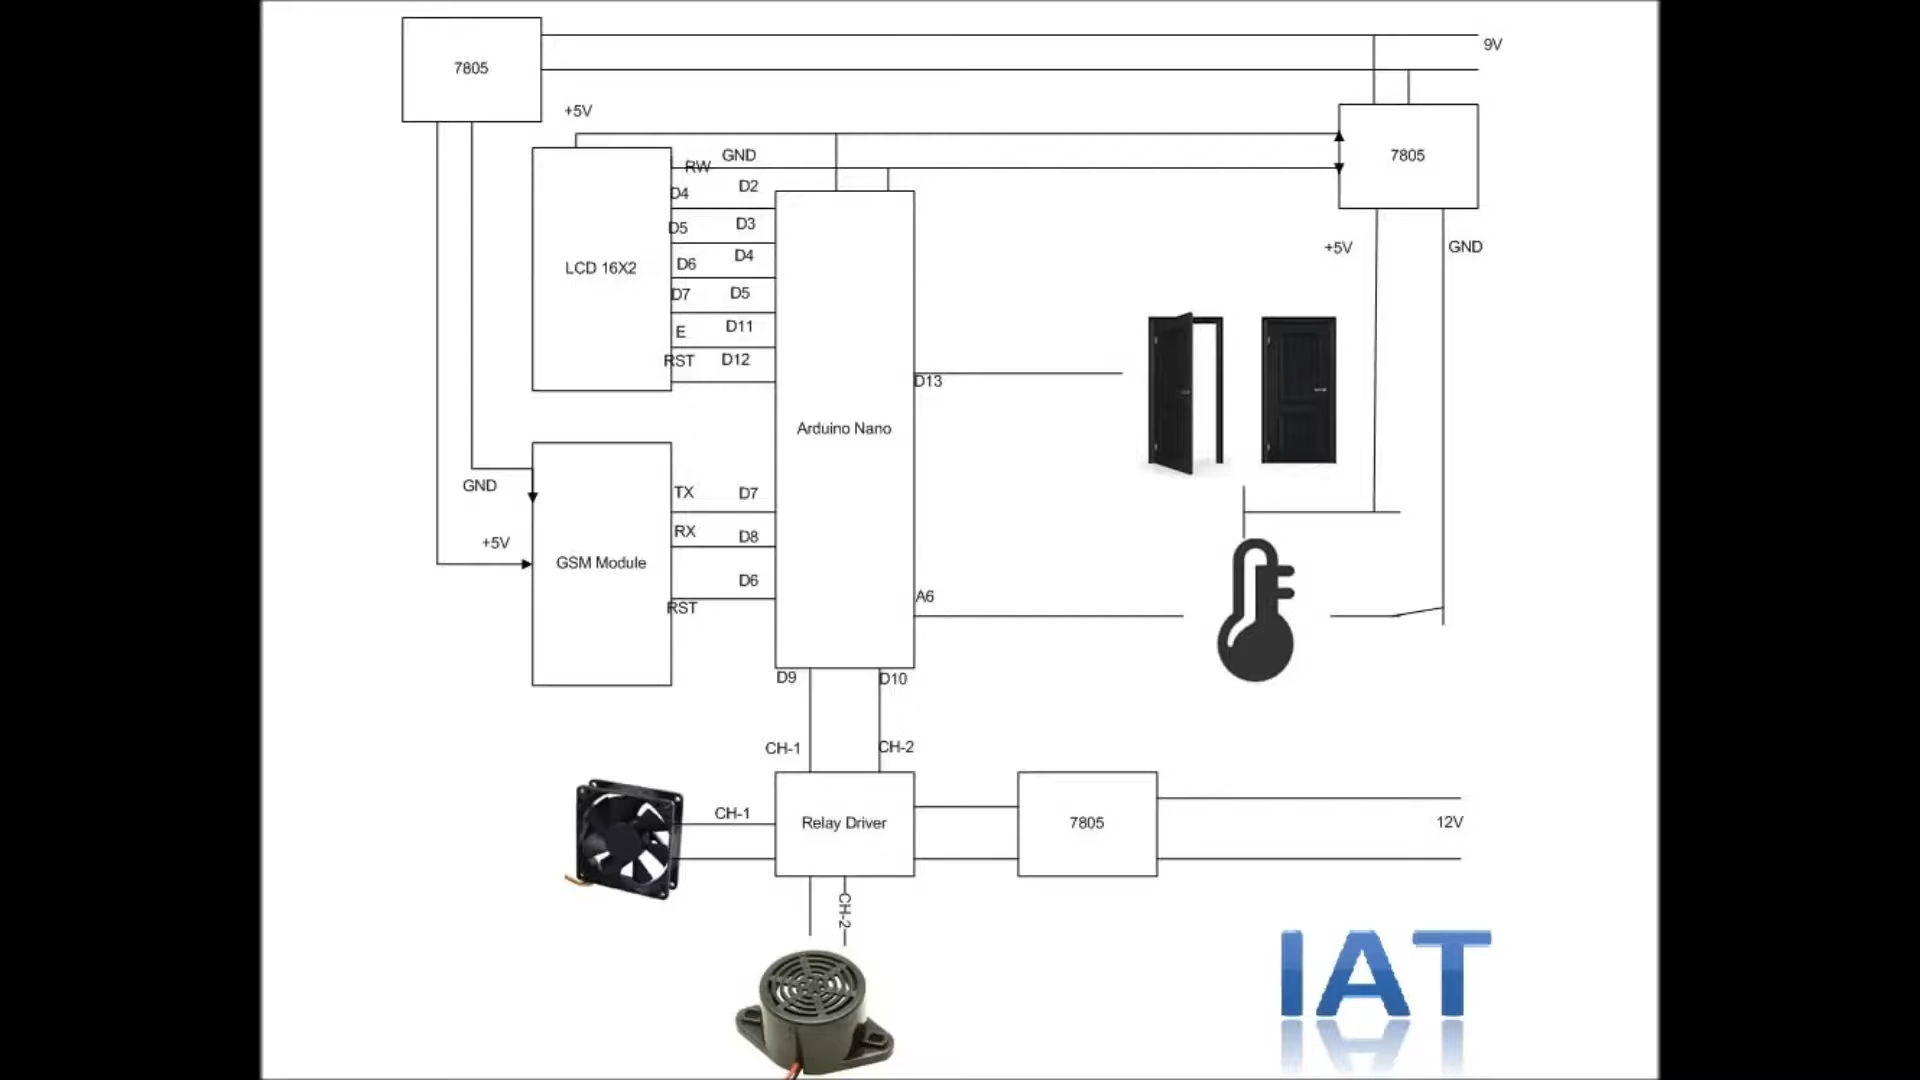 7805
9V
+5V
7805
GND
RW
D4
D2
D5
D3
D6
D4
D7
D5
E
D11
RST
D12
LCD 16X2
+5V
GND
D13
Arduino Nano
GND
+5V
GSM Module
TX
D7
RX
D8
D6
RST
A6
D9
D10
CH-1
CH-2
CH-1
Relay Driver
7805
12V
CH-2
IAT